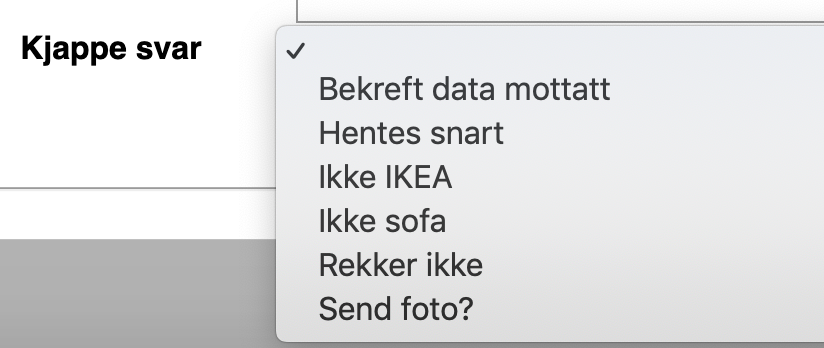 Kjappe svar
✓
Bekreft data mottatt
Hentes snart
Ikke IKEA
Ikke sofa
Rekker ikke
Send foto?